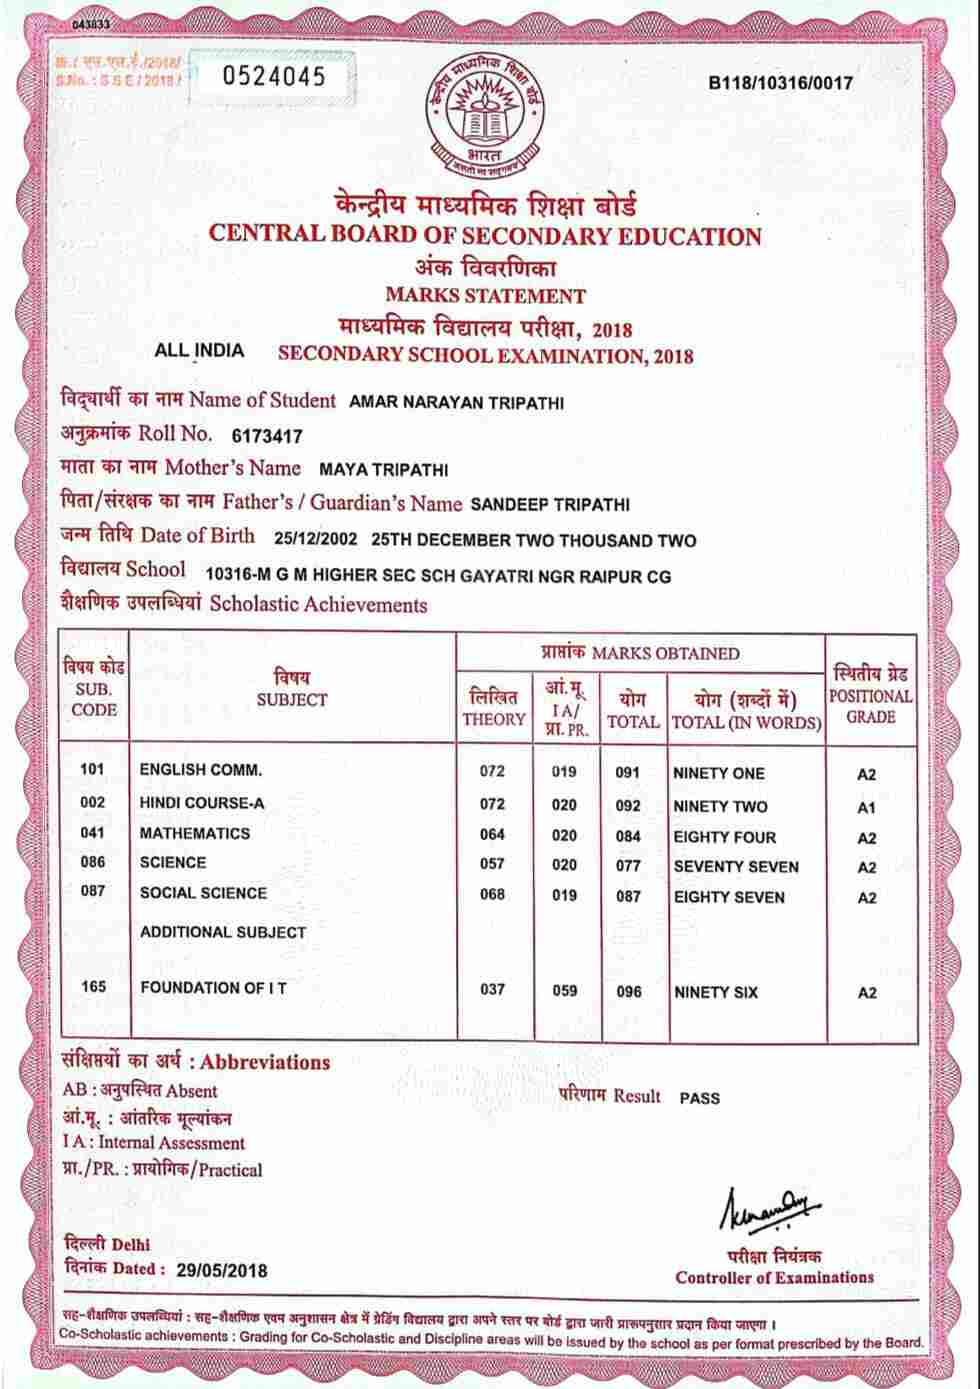 043833
क्र./ एस.एस.ई./2018/
S.No. : S S E / 2018 /
0524045
B118/10316/0017
केन्द्रीय माध्यमिक शिक्षा बोर्ड
भारत
असतो मा सद्गमय
केन्द्रीय माध्यमिक शिक्षा बोर्ड
CENTRAL BOARD OF SECONDARY EDUCATION
अंक विवरणिका
MARKS STATEMENT
माध्यमिक विद्यालय परीक्षा, 2018
ALL INDIA SECONDARY SCHOOL EXAMINATION, 2018
विद्यार्थी का नाम Name of Student AMAR NARAYAN TRIPATHI
अनुक्रमांक Roll No. 6173417
माता का नाम Mother's Name MAYA TRIPATHI
पिता/संरक्षक का नाम Father's / Guardian's Name SANDEEP TRIPATHI
जन्म तिथि Date of Birth 25/12/2002 25TH DECEMBER TWO THOUSAND TWO
विद्यालय School 10316-M G M HIGHER SEC SCH GAYATRI NGR RAIPUR CG
शैक्षणिक उपलब्धियां Scholastic Achievements
विषय कोड SUB. CODE विषय SUBJECT प्राप्तांक MARKS OBTAINED स्थितीय ग्रेड POSITIONAL GRADE
लिखित THEORY आं.मू I A/ प्रा. PR. योग TOTAL योग (शब्दों में) TOTAL (IN WORDS)
101 ENGLISH COMM. 072 019 091 NINETY ONE A2
002 HINDI COURSE-A 072 020 092 NINETY TWO A1
041 MATHEMATICS 064 020 084 EIGHTY FOUR A2
086 SCIENCE 057 020 077 SEVENTY SEVEN A2
087 SOCIAL SCIENCE 068 019 087 EIGHTY SEVEN A2
ADDITIONAL SUBJECT
165 FOUNDATION OF I T 037 059 096 NINETY SIX A2
संक्षिप्तियों का अर्थ : Abbreviations
AB : अनुपस्थित Absent
परिणाम Result PASS
आं.मू. : आंतरिक मूल्यांकन
I A : Internal Assessment
प्रा./PR. : प्रायोगिक/Practical
दिल्ली Delhi
दिनांक Dated : 29/05/2018
परीक्षा नियंत्रक
Controller of Examinations
सह-शैक्षणिक उपलब्धियां : सह-शैक्षणिक एवम अनुशासन क्षेत्र में ग्रेडिंग विद्यालय द्वारा अपने स्तर पर बोर्ड द्वारा जारी प्रारूपनुसार प्रदान किया जाएगा ।
Co-Scholastic achievements : Grading for Co-Scholastic and Discipline areas will be issued by the school as per format prescribed by the Board.